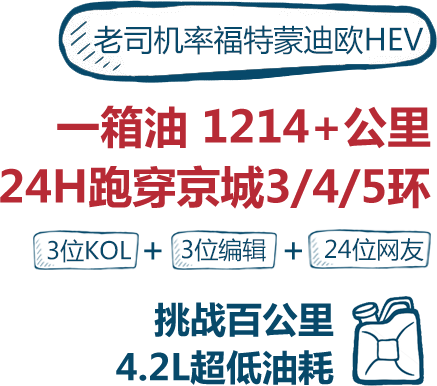 老司机率福特蒙迪欧HEV
一箱油 1214+公里
24H跑穿京城3/4/5环
3位KOL + 3位编辑 + 24位网友
挑战百公里
4.2L超低油耗